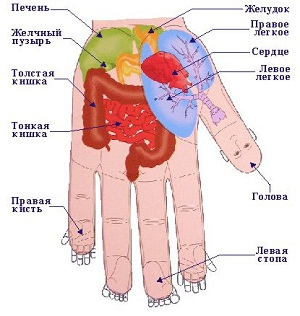 Печень
Желчный
пузырь
Толстая
кишка
Тонкая
кишка
Правая
кисть
Желудок
Правое
легкое
Сердце
Левое
легкое
Голова
Левая
стопа